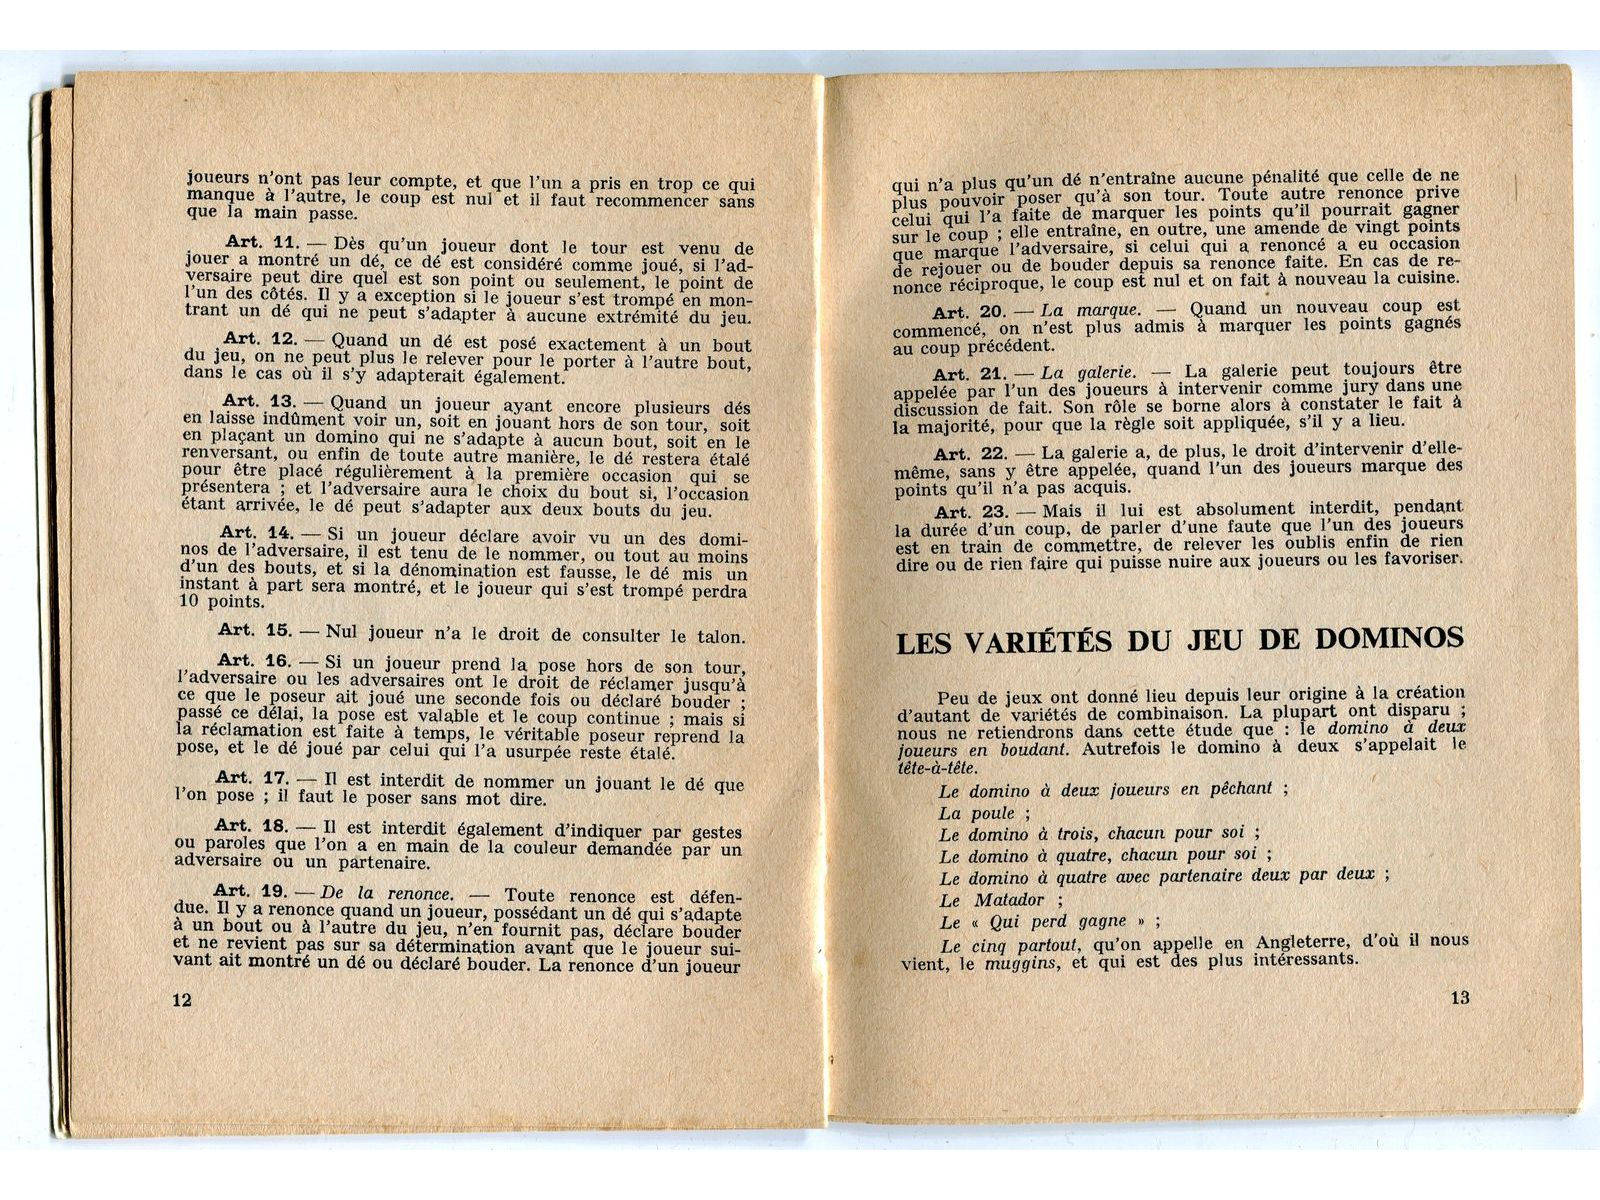 joueurs n'ont pas leur compte, et que l'un a pris en trop ce qui
manque à l'autre, le coup est nul et il faut recommencer sans
que la main passe.
Art. 11. — Dès qu'un joueur dont le tour est venu de
jouer a montré un dé, ce dé est considéré comme joué, si l'ad-
versaire peut dire quel est son point ou seulement, le point de
l'un des côtés. Il y a exception si le joueur s'est trompé en mon-
trant un dé qui ne peut s'adapter à aucune extrémité du jeu.
Art. 12. — Quand un dé est posé exactement à un bout
du jeu, on ne peut plus le relever pour le porter à l'autre bout,
dans le cas où il s'y adapterait également.
Art. 13. — Quand un joueur ayant encore plusieurs dés
en laisse indûment voir un, soit en jouant hors de son tour, soit
en plaçant un domino qui ne s'adapte à aucun bout, soit en le
renversant, ou enfin de toute autre manière, le dé restera étalé
pour être placé régulièrement à la première occasion qui se
présentera ; et l'adversaire aura le choix du bout si, l'occasion
étant arrivée, le dé peut s'adapter aux deux bouts du jeu.
Art. 14. — Si un joueur déclare avoir vu un des domi-
nos de l'adversaire, il est tenu de le nommer, ou tout au moins
d'un des bouts, et si la dénomination est fausse, le dé mis un
instant à part sera montré, et le joueur qui s'est trompé perdra
10 points.
Art. 15. — Nul joueur n'a le droit de consulter le talon.
Art. 16. — Si un joueur prend la pose hors de son tour,
l'adversaire ou les adversaires ont le droit de réclamer jusqu'à
ce que le poseur ait joué une seconde fois ou déclaré bouder ;
passé ce délai, la pose est valable et le coup continue ; mais si
la réclamation est faite à temps, le véritable poseur reprend la
pose, et le dé joué par celui qui l'a usurpée reste étalé.
Art. 17. — Il est interdit de nommer un jouant le dé que
l'on pose ; il faut le poser sans mot dire.
Art. 18. — Il est interdit également d'indiquer par gestes
ou paroles que l'on a en main de la couleur demandée par un
adversaire ou un partenaire.
Art. 19. — De la renonce. — Toute renonce est défen-
due. Il y a renonce quand un joueur, possédant un dé qui s'adapte
à un bout ou à l'autre du jeu, n'en fournit pas, déclare bouder
et ne revient pas sur sa détermination avant que le joueur sui-
vant ait montré un dé ou déclaré bouder. La renonce d'un joueur
12
qui n'a plus qu'un dé n'entraîne aucune pénalité que celle de ne
plus pouvoir poser qu'à son tour. Toute autre renonce prive
celui qui l'a faite de marquer les points qu'il pourrait gagner
sur le coup ; elle entraîne, en outre, une amende de vingt points
que marque l'adversaire, si celui qui a renoncé a eu occasion
de rejouer ou de bouder depuis sa renonce faite. En cas de re-
nonce réciproque, le coup est nul et on fait à nouveau la cuisine.
Art. 20. — La marque. — Quand un nouveau coup est
commencé, on n'est plus admis à marquer les points gagnés
au coup précédent.
Art. 21. — La galerie. — La galerie peut toujours être
appelée par l'un des joueurs à intervenir comme jury dans une
discussion de fait. Son rôle se borne alors à constater le fait à
la majorité, pour que la règle soit appliquée, s'il y a lieu.
Art. 22. — La galerie a, de plus, le droit d'intervenir d'elle-
même, sans y être appelée, quand l'un des joueurs marque des
points qu'il n'a pas acquis.
Art. 23. — Mais il lui est absolument interdit, pendant
la durée d'un coup, de parler d'une faute que l'un des joueurs
est en train de commettre, de relever les oublis enfin de rien
dire ou de rien faire qui puisse nuire aux joueurs ou les favoriser.
LES VARIÉTÉS DU JEU DE DOMINOS
Peu de jeux ont donné lieu depuis leur origine à la création
d'autant de variétés de combinaison. La plupart ont disparu ;
nous ne retiendrons dans cette étude que : le domino à deux
joueurs en boudant. Autrefois le domino à deux s'appelait le
tête-à-tête.
Le domino à deux joueurs en pêchant ;
La poule ;
Le domino à trois, chacun pour soi ;
Le domino à quatre, chacun pour soi ;
Le domino à quatre avec partenaire deux par deux ;
Le Matador ;
Le « Qui perd gagne » ;
Le cinq partout, qu'on appelle en Angleterre, d'où il nous
vient, le muggins, et qui est des plus intéressants.
13